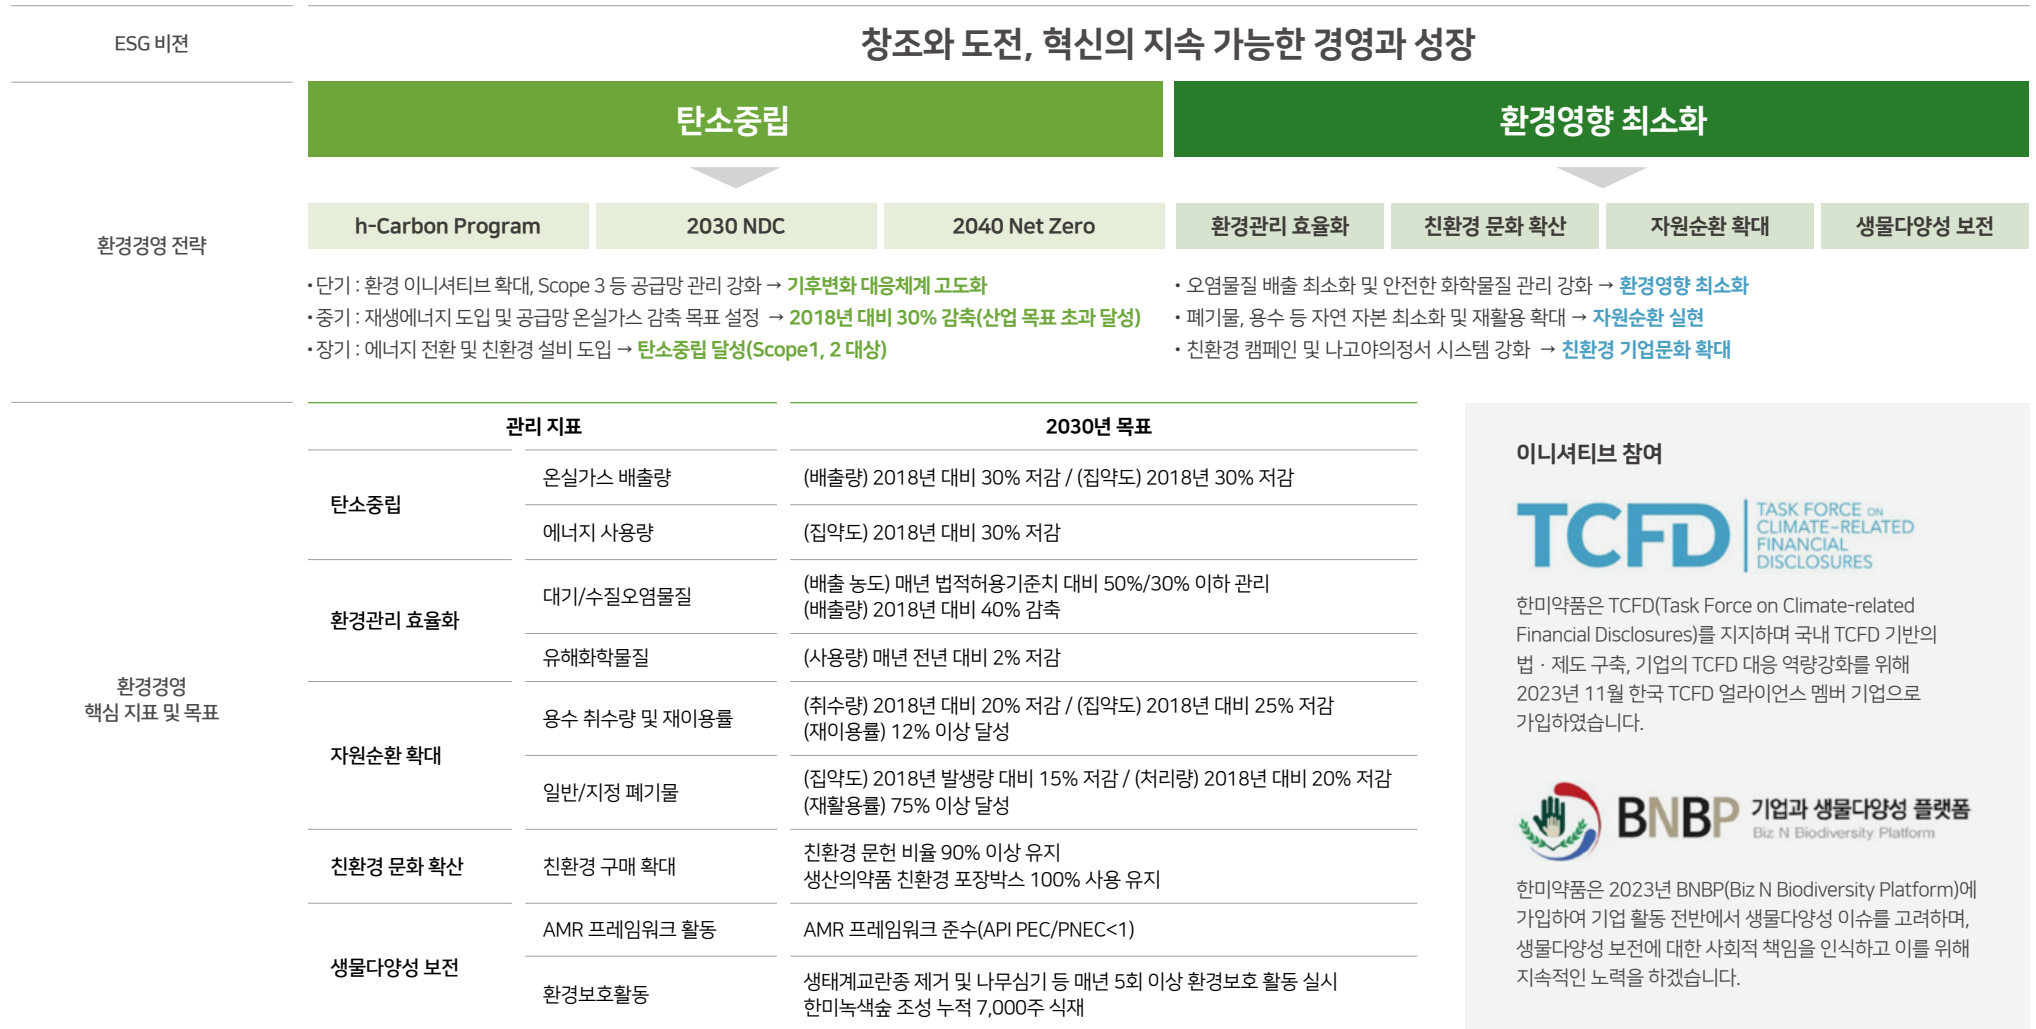 ESG 비젼
창조와 도전, 혁신의 지속 가능한 경영과 성장
환경경영 전략
탄소중립
환경영향 최소화
h-Carbon Program
2030 NDC
2040 Net Zero
환경관리 효율화
친환경 문화 확산
자원순환 확대
생물다양성 보전
• 단기 : 환경 이니셔티브 확대, Scope 3 등 공급망 관리 강화 → 기후변화 대응체계 고도화
• 중기 : 재생에너지 도입 및 공급망 온실가스 감축 목표 설정 → 2018년 대비 30% 감축(산업 목표 초과 달성)
• 장기 : 에너지 전환 및 친환경 설비 도입 → 탄소중립 달성(Scope1, 2 대상)
• 오염물질 배출 최소화 및 안전한 화학물질 관리 강화 → 환경영향 최소화
• 폐기물, 용수 등 자연 자본 최소화 및 재활용 확대 → 자원순환 실현
• 친환경 캠페인 및 나고야의정서 시스템 강화 → 친환경 기업문화 확대
환경경영
핵심 지표 및 목표
관리 지표
2030년 목표
탄소중립
온실가스 배출량
(배출량) 2018년 대비 30% 저감 / (집약도) 2018년 30% 저감
에너지 사용량
(집약도) 2018년 대비 30% 저감
환경관리 효율화
대기/수질오염물질
(배출 농도) 매년 법적허용기준치 대비 50%/30% 이하 관리
(배출량) 2018년 대비 40% 감축
유해화학물질
(사용량) 매년 전년 대비 2% 저감
자원순환 확대
용수 취수량 및 재이용률
(취수량) 2018년 대비 20% 저감 / (집약도) 2018년 대비 25% 저감
(재이용률) 12% 이상 달성
일반/지정 폐기물
(집약도) 2018년 발생량 대비 15% 저감 / (처리량) 2018년 대비 20% 저감
(재활용률) 75% 이상 달성
친환경 문화 확산
친환경 구매 확대
친환경 문헌 비율 90% 이상 유지
생산의약품 친환경 포장박스 100% 사용 유지
생물다양성 보전
AMR 프레임워크 활동
AMR 프레임워크 준수(API PEC/PNEC<1)
환경보호활동
생태계교란종 제거 및 나무심기 등 매년 5회 이상 환경보호 활동 실시
한미녹색숲 조성 누적 7,000주 식재
이니셔티브 참여
TCFD
TASK FORCE ON
CLIMATE-RELATED
FINANCIAL
DISCLOSURES
한미약품은 TCFD(Task Force on Climate-related
Financial Disclosures)를 지지하며 국내 TCFD 기반의
법 · 제도 구축, 기업의 TCFD 대응 역량강화를 위해
2023년 11월 한국 TCFD 얼라이언스 멤버 기업으로
가입하였습니다.
BNBP 기업과 생물다양성 플랫폼
Biz N Biodiversity Platform
한미약품은 2023년 BNBP(Biz N Biodiversity Platform)에
가입하여 기업 활동 전반에서 생물다양성 이슈를 고려하며,
생물다양성 보전에 대한 사회적 책임을 인식하고 이를 위해
지속적인 노력을 하겠습니다.